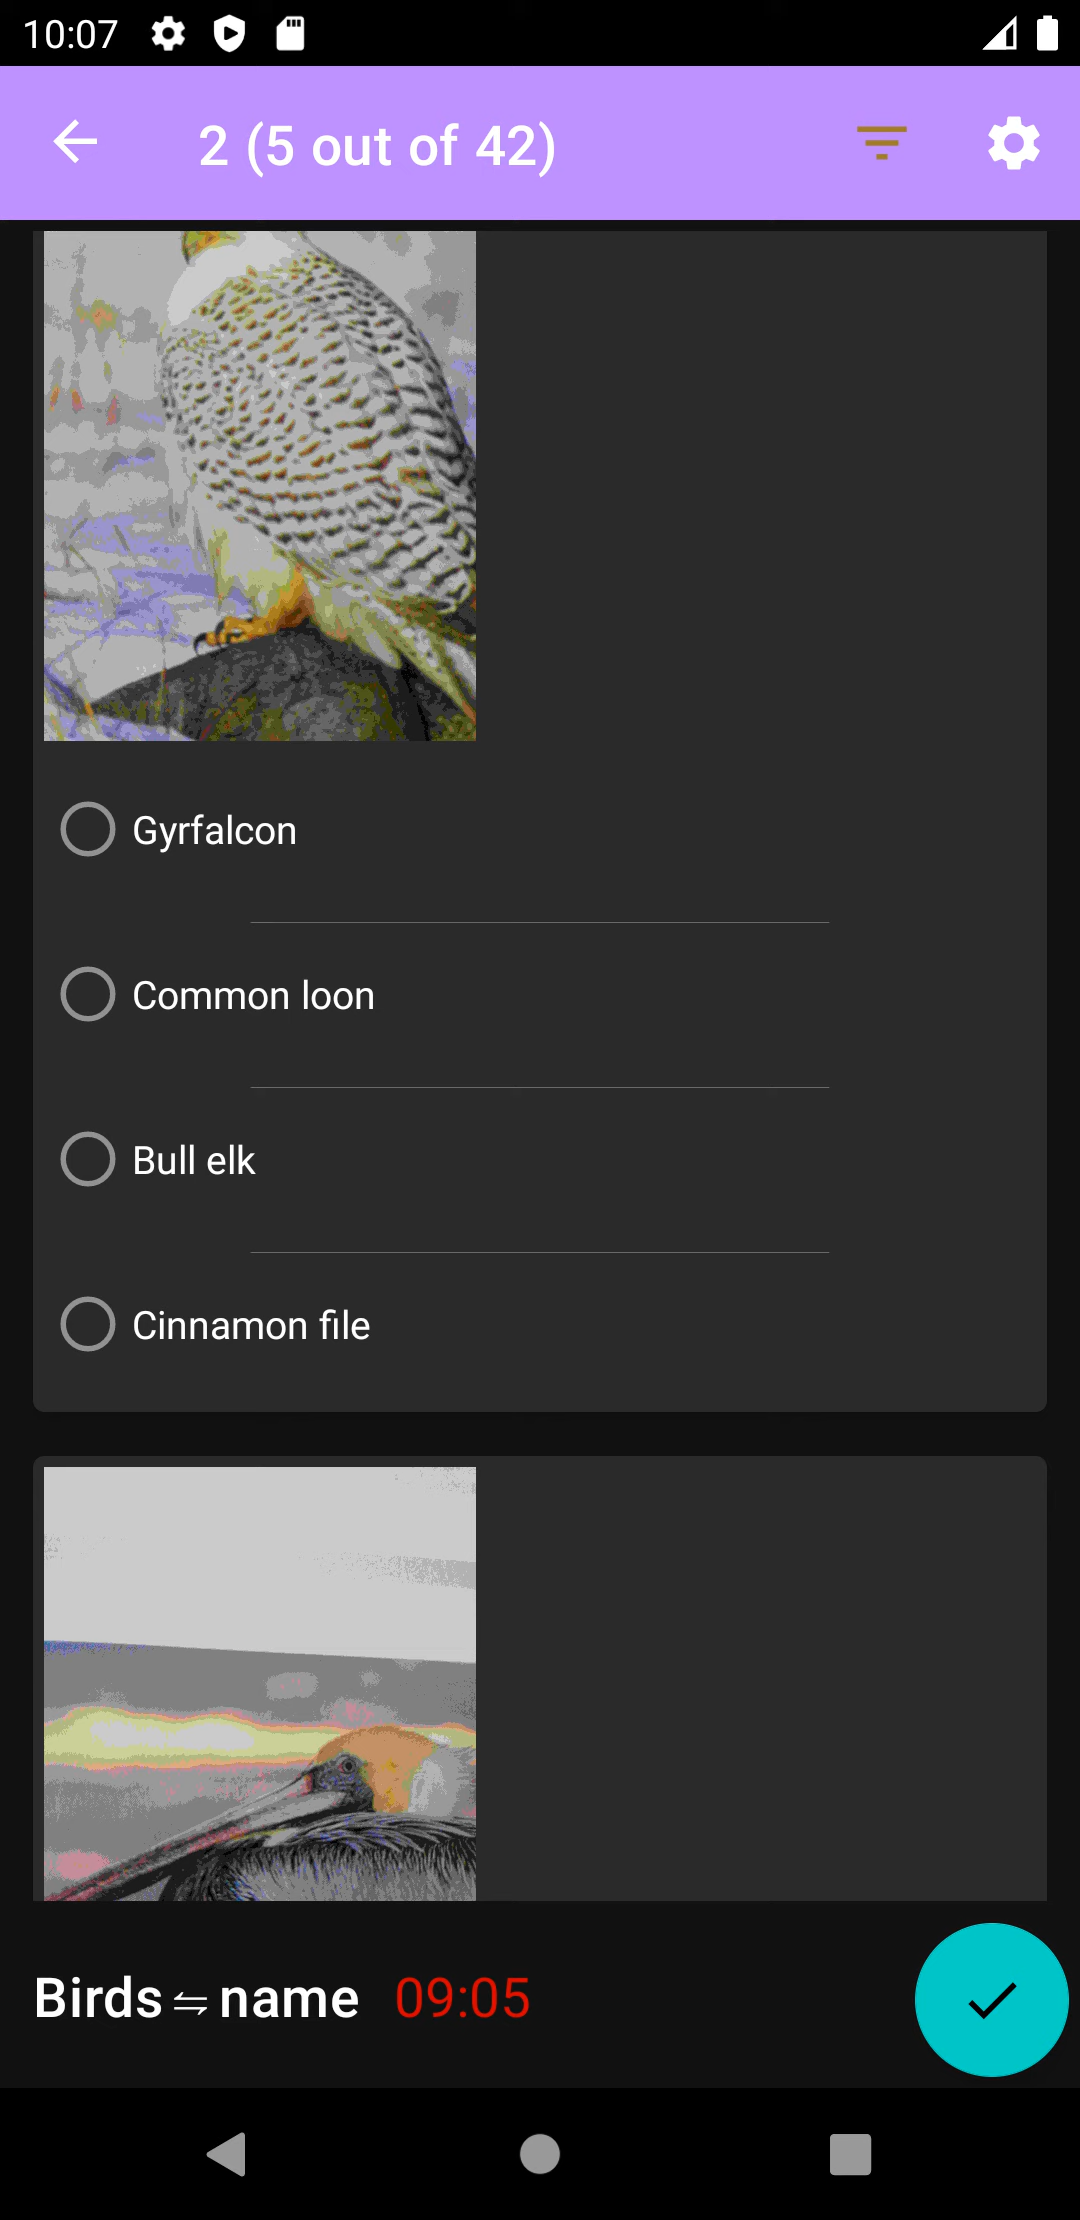 10:07
2 (5 out of 42)
Gyrfalcon
Common loon
Bull elk
Cinnamon file
Birds ⇋ name 09:05